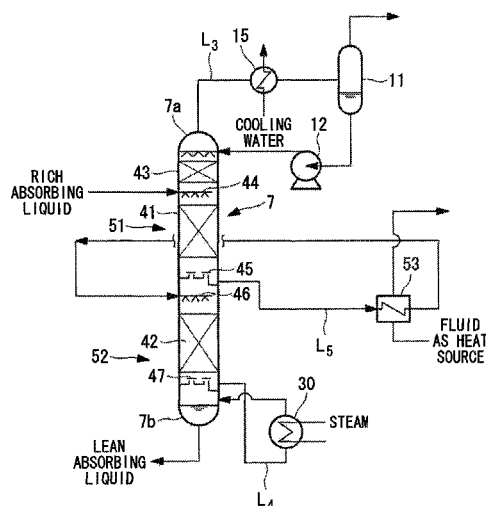 L3
15
11
7a
COOLING
WATER
12
43
RICH
ABSORBING
LIQUID
44
41
7
51
45
53
46
FLUID
AS HEAT
SOURCE
L5
42
52
47
30
STEAM
7b
LEAN
ABSORBING
LIQUID
L4